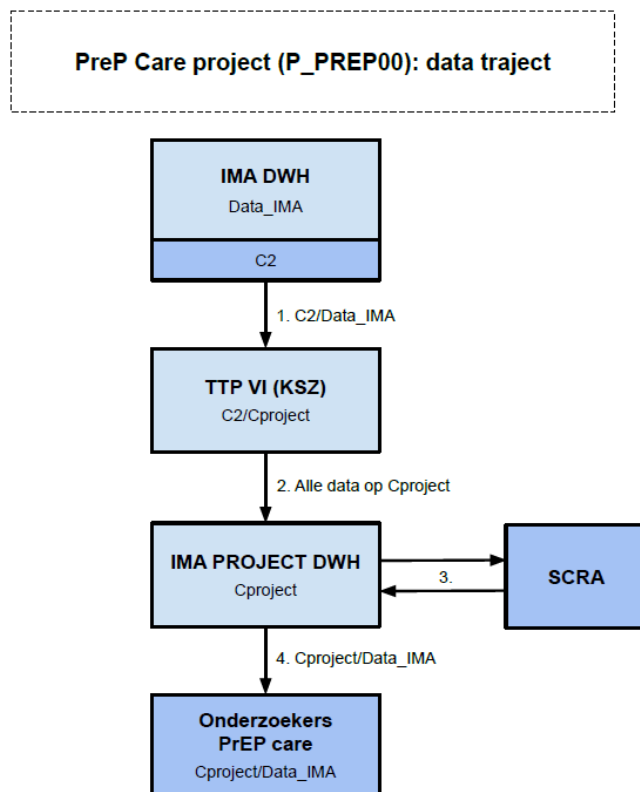 PreP Care project (P_PREP00): data traject
IMA DWH
Data_IMA
C2
1. C2/Data_IMA
TTP VI (KSZ)
C2/Cproject
2. Alle data op Cproject
IMA PROJECT DWH
Cproject
3.
SCRA
4. Cproject/Data_IMA
Onderzoekers
PrEP care
Cproject/Data_IMA